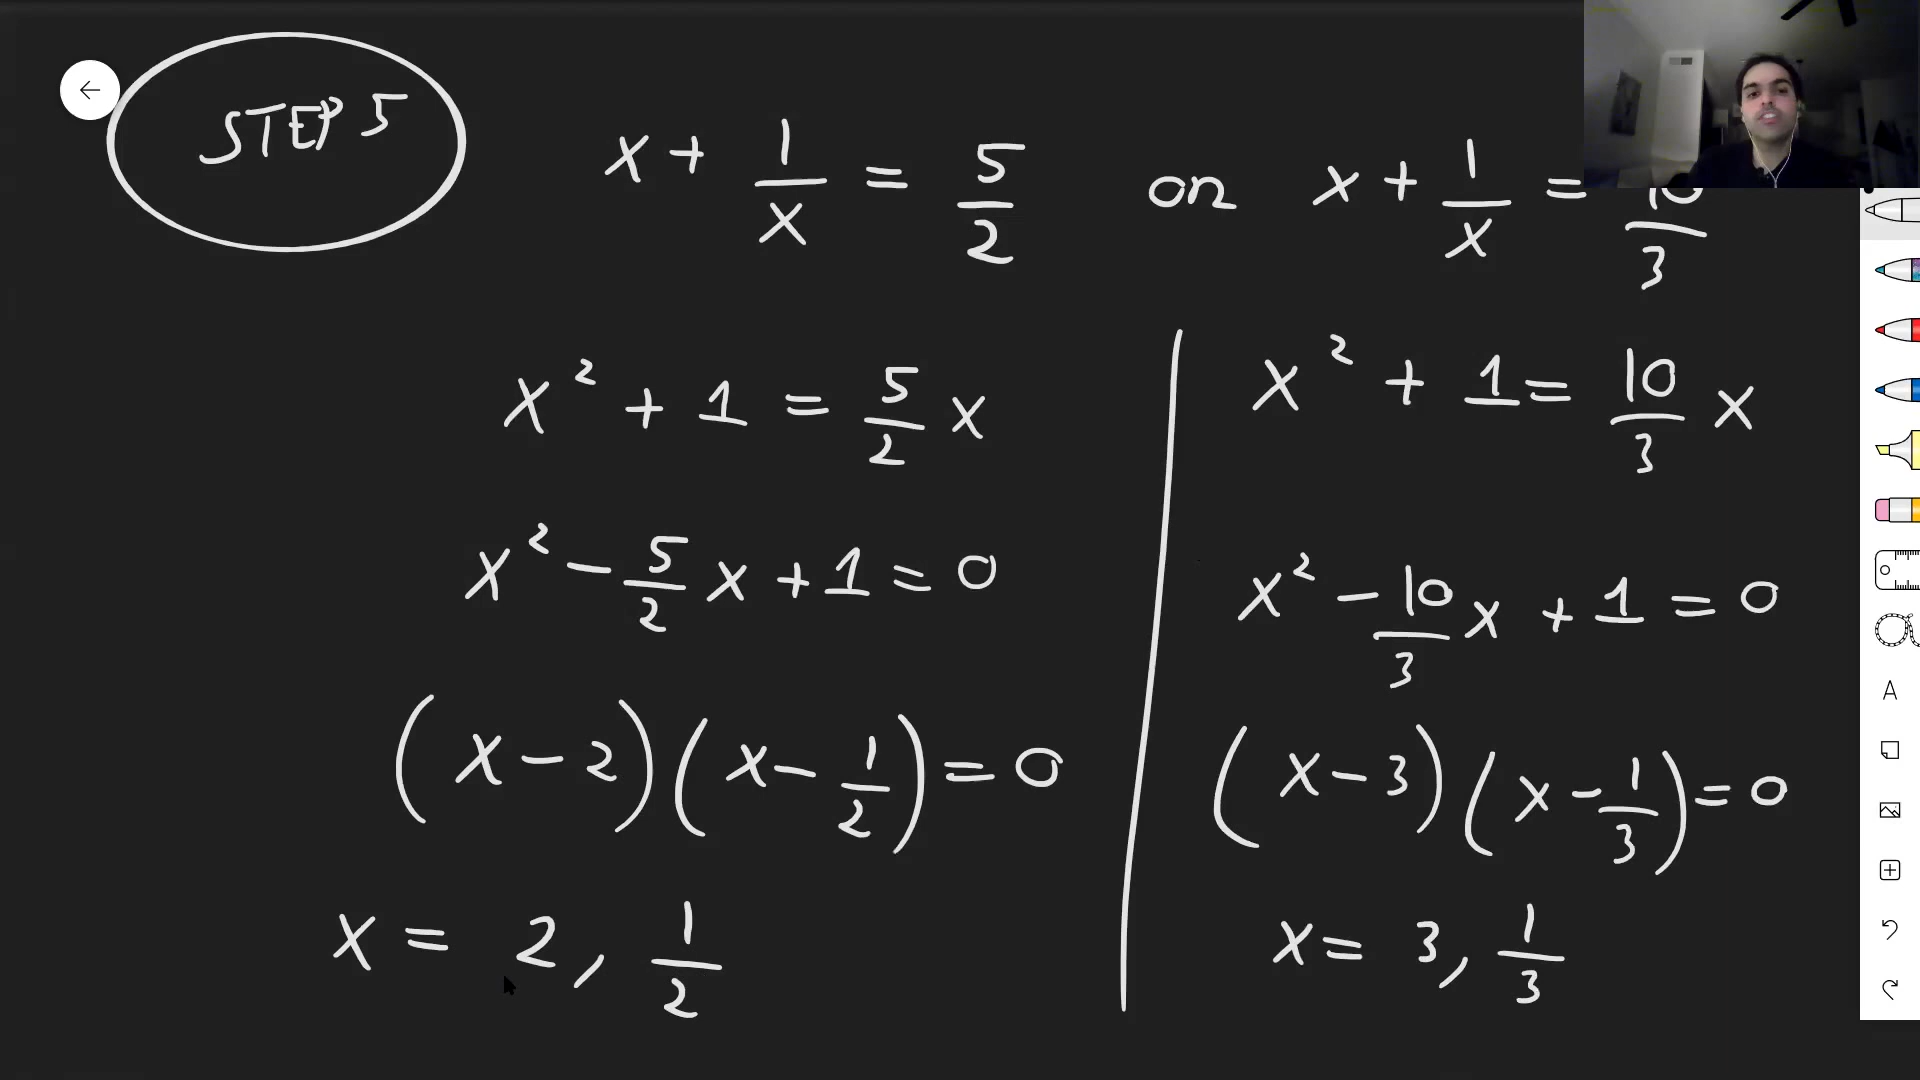 STEP 5
x + 1/x = 5/2 or x + 1/x = 10/3
x² + 1 = 5/2 x
x² - 5/2 x + 1 = 0
(x - 2)(x - 1/2) = 0
x = 2, 1/2
x² + 1 = 10/3 x
x² - 10/3 x + 1 = 0
(x - 3)(x - 1/3) = 0
x = 3, 1/3
A